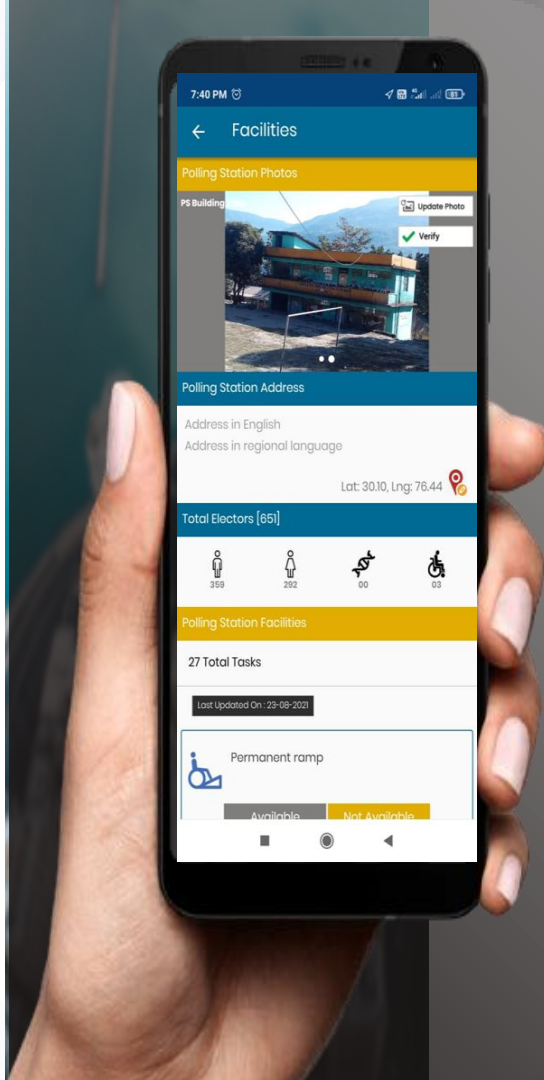 7:40 PM
61
Facilities
Polling Station Photos
PS Building
Update Photo
Verify
Polling Station Address
Address in English
Address in regional language
Lat: 30.10, Lng: 76.44
Total Electors [651]
359 292 00 03
Polling Station Facilities
27 Total Tasks
Last Updated On : 23-08-2021
Permanent ramp
Available Not Available